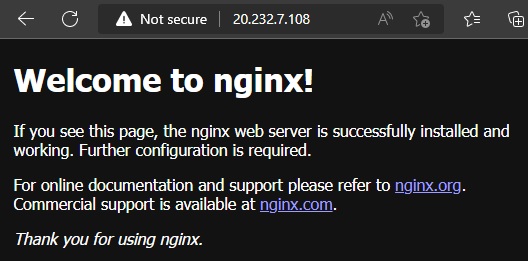 Not secure | 20.232.7.108
Welcome to nginx!
If you see this page, the nginx web server is successfully installed and
working. Further configuration is required.
For online documentation and support please refer to nginx.org.
Commercial support is available at nginx.com.
Thank you for using nginx.